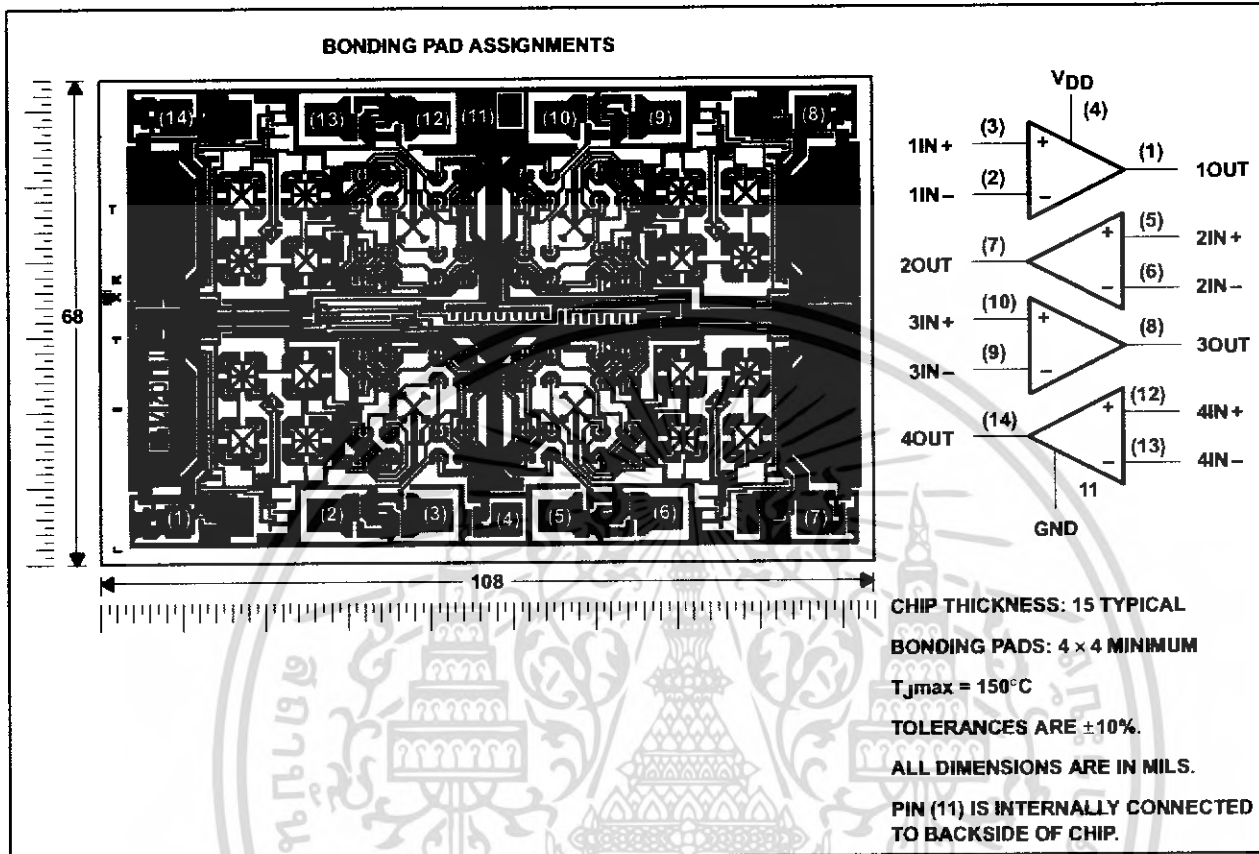 BONDING PAD ASSIGNMENTS
(14) (13) (12) (11) (10) (9) (8)
68
(1) (2) (3) (4) (5) (6) (7)
108
VDD
(4)
1IN+ (3) +
(1) 1OUT
1IN− (2) −
+ (5) 2IN+
2OUT (7)
− (6) 2IN−
3IN+ (10) +
(8) 3OUT
3IN− (9) −
+ (12) 4IN+
4OUT (14)
− (13) 4IN−
11
GND
CHIP THICKNESS: 15 TYPICAL
BONDING PADS: 4 × 4 MINIMUM
TJmax = 150°C
TOLERANCES ARE ±10%.
ALL DIMENSIONS ARE IN MILS.
PIN (11) IS INTERNALLY CONNECTED
TO BACKSIDE OF CHIP.